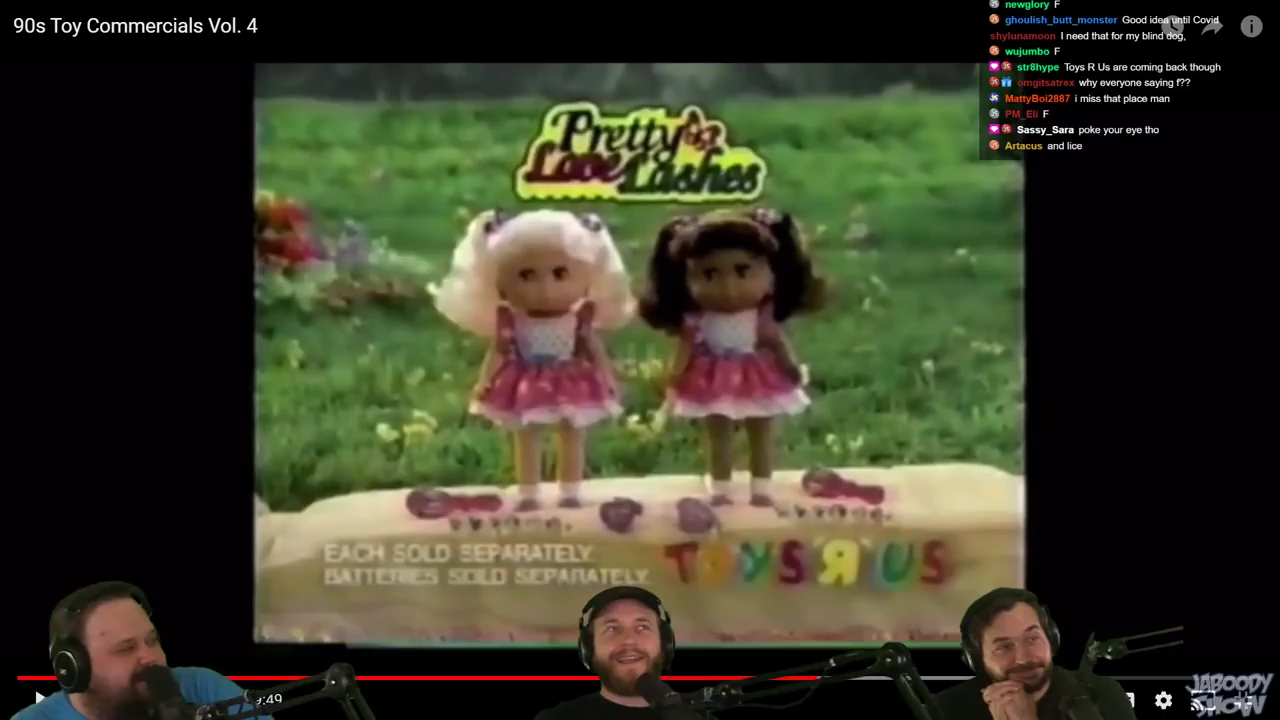 90s Toy Commercials Vol. 4
newglory F
ghoulish_butt_monster Good idea until Covid
shylunamoon I need that for my blind dog,
wujumbo F
str8hype Toys R Us are coming back though
omgitsatrex why everyone saying f??
MattyBoi2887 i miss that place man
PM_Eli F
Sassy_Sara poke your eye tho
Artacus and lice
Pretty
Love Lashes
EACH SOLD SEPARATELY.
BATTERIES SOLD SEPARATELY.
TOYS "R" US
9:49
JABOODY
SHOW